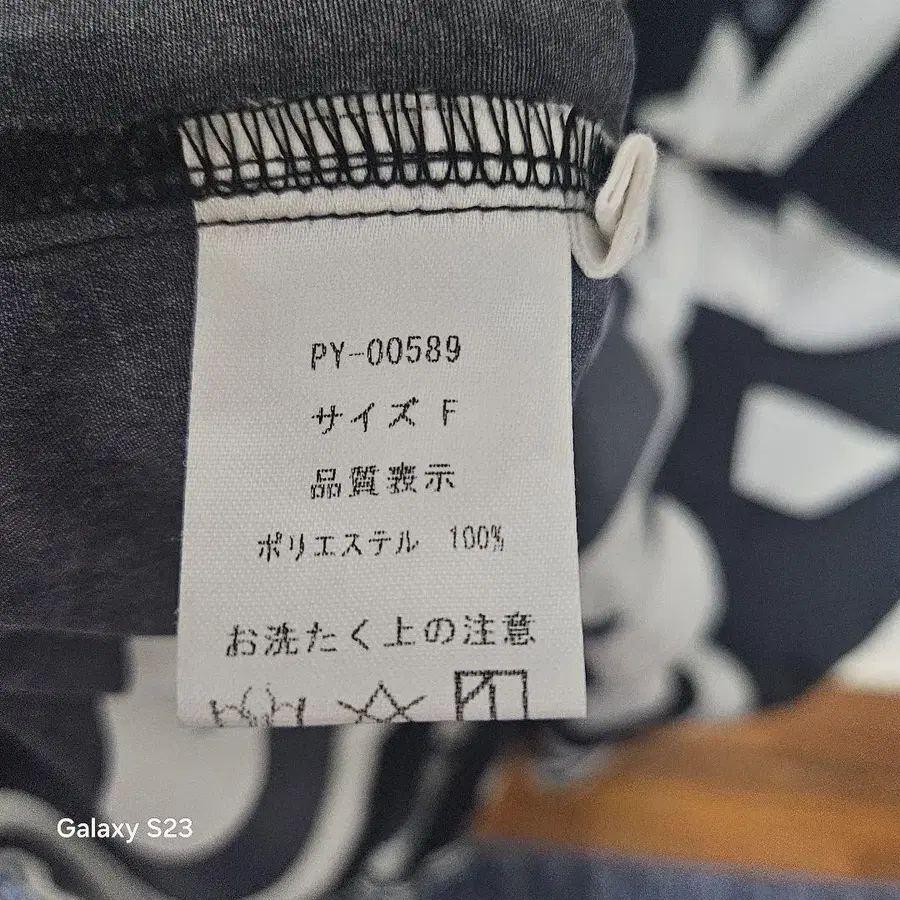 PY-00589
サイズ F
品質表示
ポリエステル 100%
お洗たく上の注意
Galaxy S23